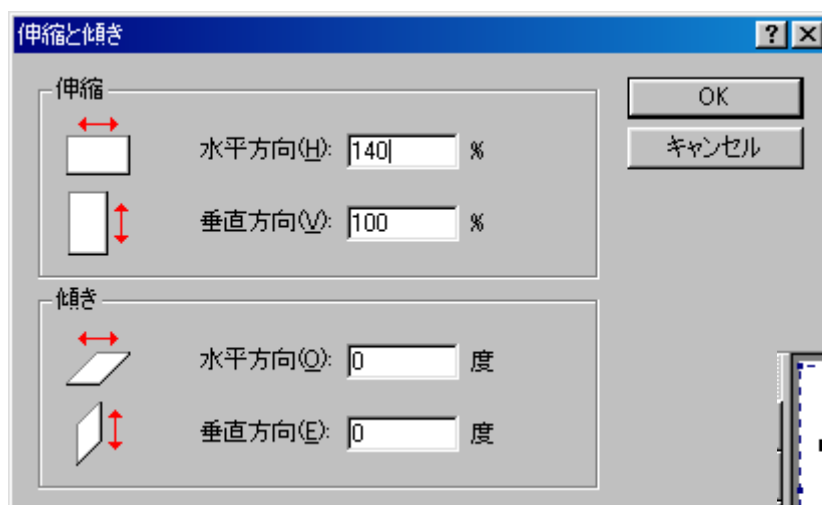 伸縮と傾き
伸縮
水平方向(H): 140 %
垂直方向(V): 100 %
傾き
水平方向(O): 0 度
垂直方向(E): 0 度
OK
キャンセル